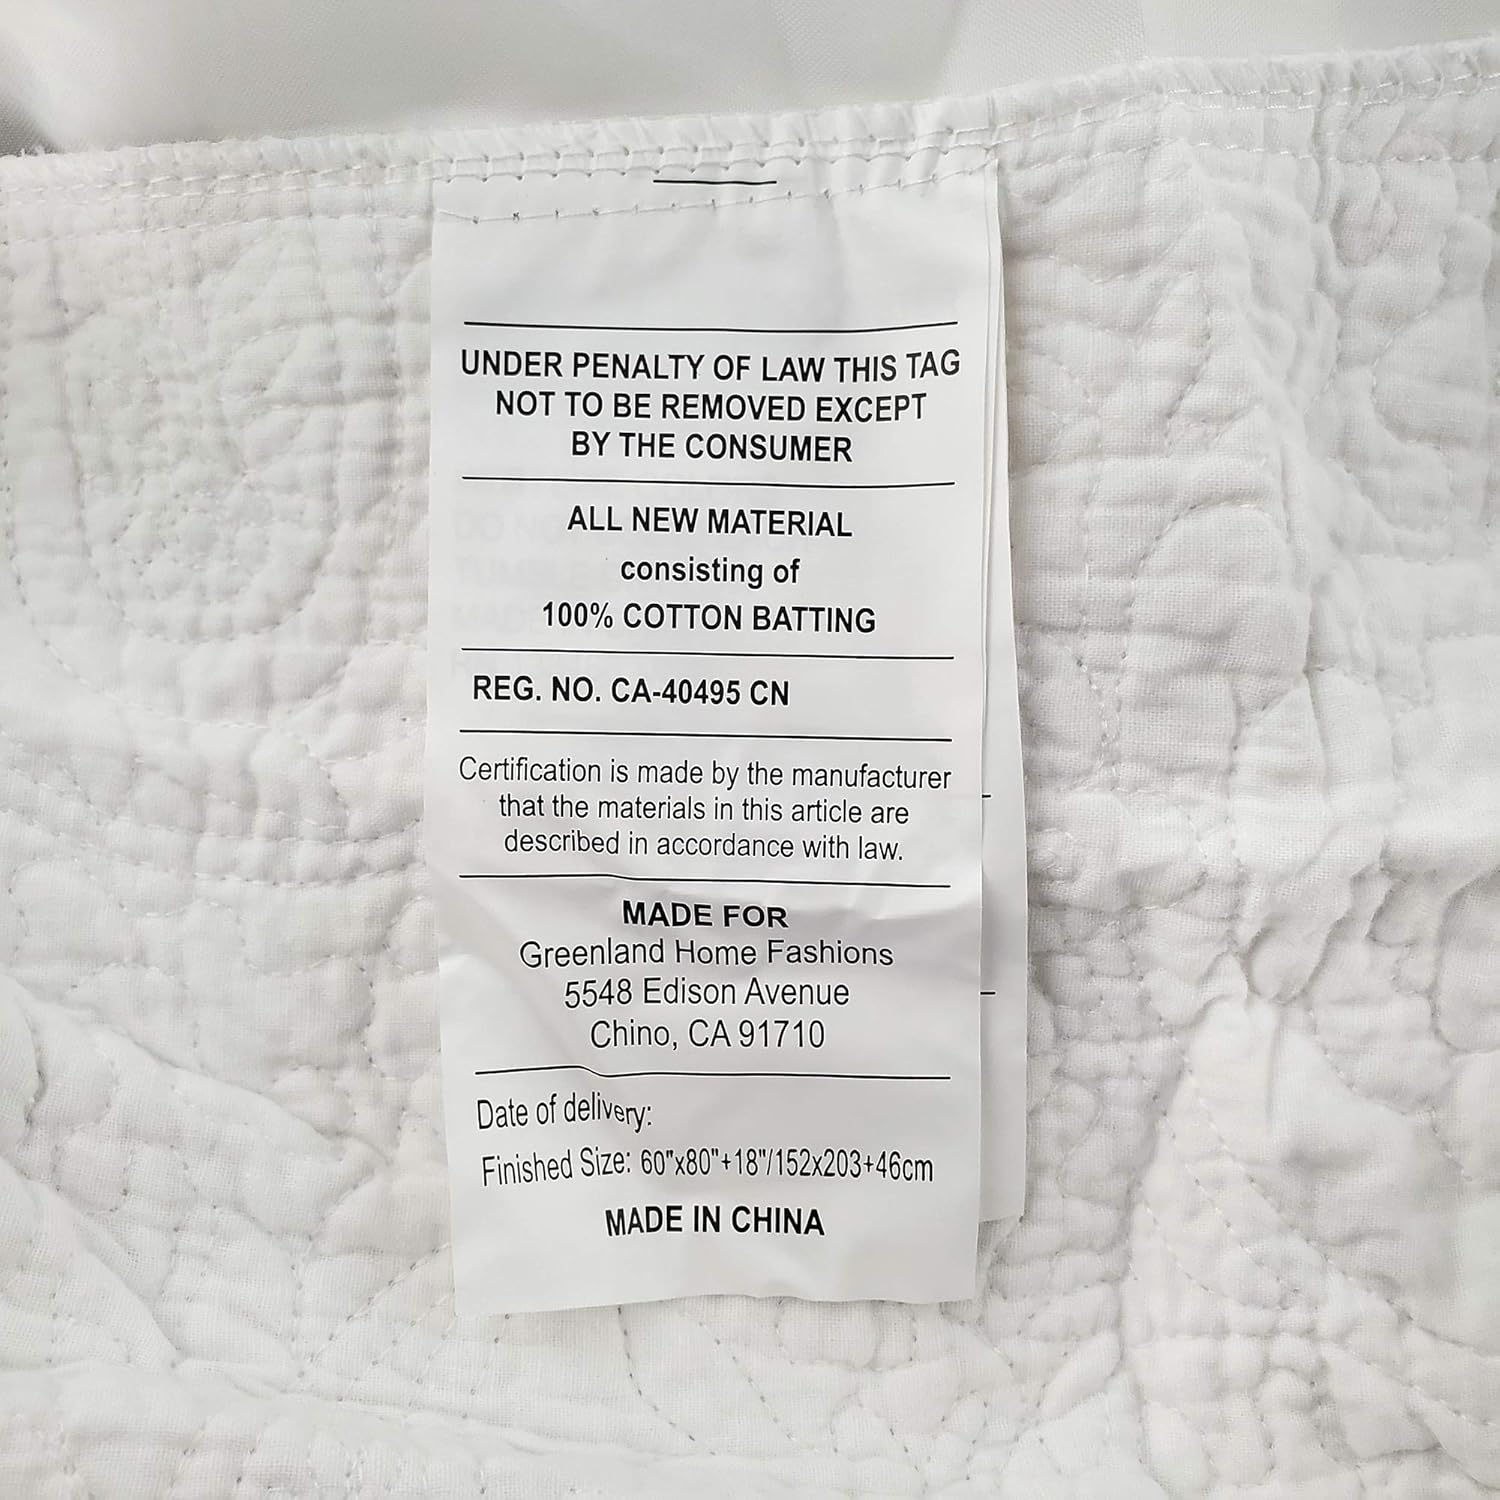 UNDER PENALTY OF LAW THIS TAG
NOT TO BE REMOVED EXCEPT
BY THE CONSUMER
ALL NEW MATERIAL
consisting of
100% COTTON BATTING
REG. NO. CA-40495 CN
Certification is made by the manufacturer
that the materials in this article are
described in accordance with law.
MADE FOR
Greenland Home Fashions
5548 Edison Avenue
Chino, CA 91710
Date of delivery:
Finished Size: 60"x80"+18"/152x203+46cm
MADE IN CHINA